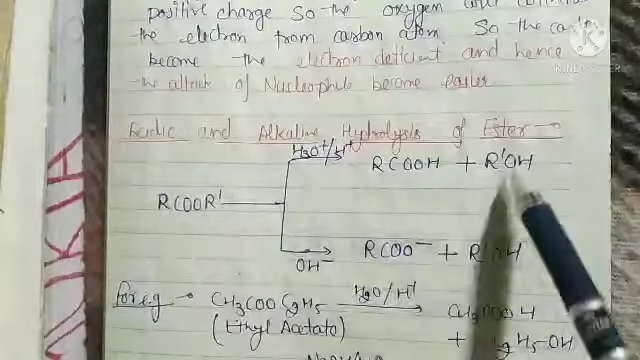 positive charge So the oxygen
the electron from carbon atom. So the
become the electron deficient and hence
the attack of Nucleophile become easier
Acidic and Alkaline Hydrolysis of Ester →
H3O+/H+
RCOOH + R'OH
RCOOR'
OH-
RCOO- + R'OH
For eg → CH3COOC2H5 H2O/H+ → CH3COOH
(Ethyl Acetate) + C2H5-OH
K